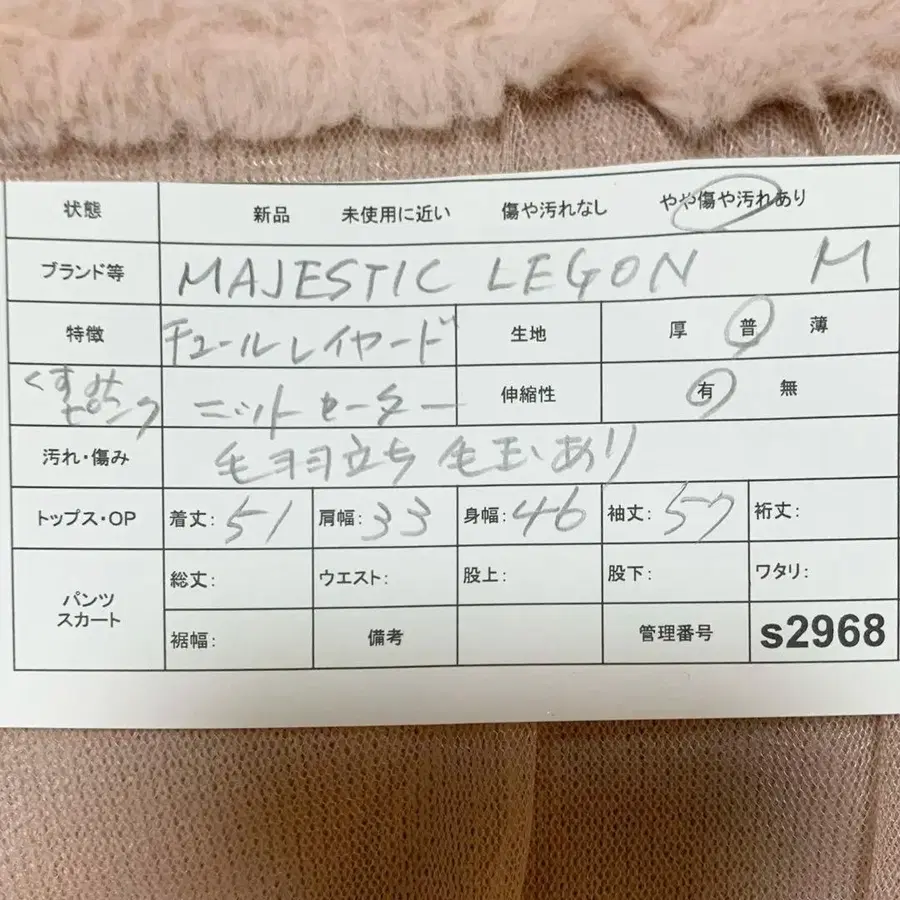 状態 新品 未使用に近い 傷や汚れなし やや傷や汚れあり
ブランド等 MAJESTIC LEGON M
特徴 チュールレイヤード 生地 厚 普 薄
くすみ
ピンク ニットセーター 伸縮性 有 無
汚れ・傷み 毛羽立ち 毛玉あり
トップス・OP 着丈: 51 肩幅: 33 身幅: 46 袖丈: 57 裄丈:
パンツ
スカート
総丈: ウエスト: 股上: 股下: ワタリ:
裾幅: 備考 管理番号 s2968